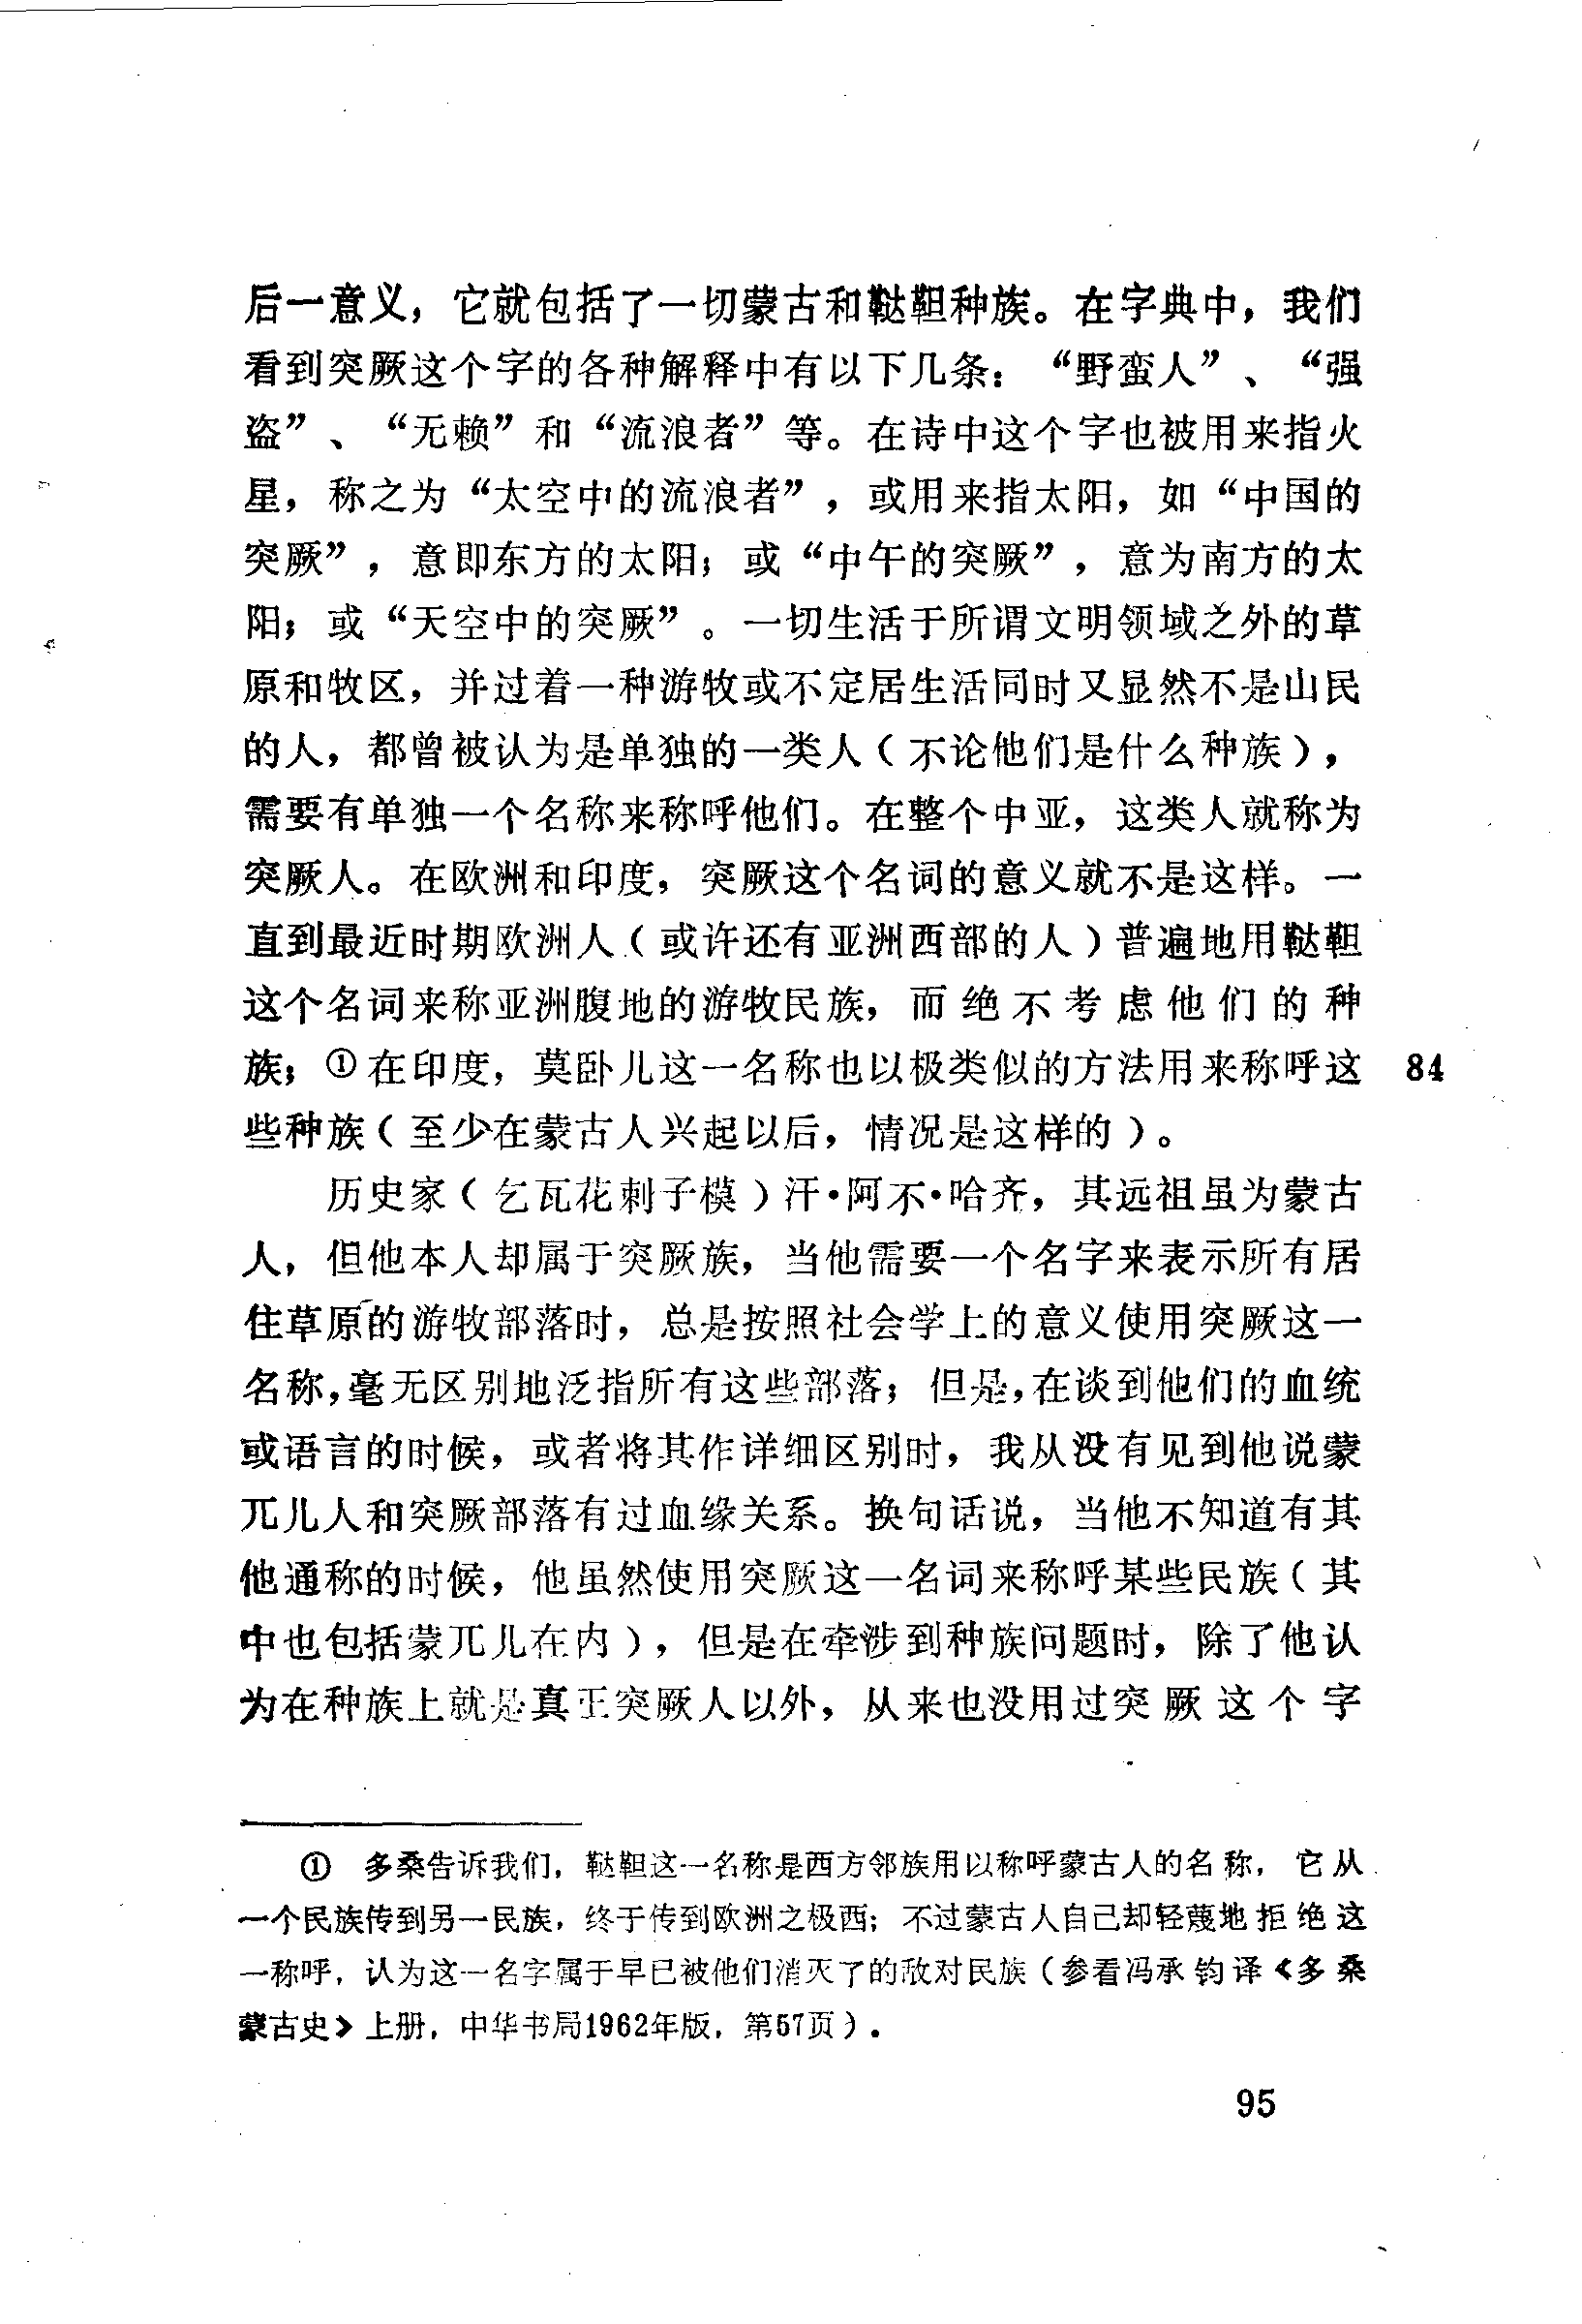 后一意义，它就包括了一切蒙古和鞑靼种族。在字典中，我们
看到突厥这个字的各种解释中有以下几条：“野蛮人”、“强
盗”、“无赖”和“流浪者”等。在诗中这个字也被用来指火
星，称之为“太空中的流浪者”，或用来指太阳，如“中国的
突厥”，意即东方的太阳；或“中午的突厥”，意为南方的太
阳；或“天空中的突厥”。一切生活于所谓文明领域之外的草
原和牧区，并过着一种游牧或不定居生活同时又显然不是山民
的人，都曾被认为是单独的一类人（不论他们是什么种族），
需要有单独一个名称来称呼他们。在整个中亚，这类人就称为
突厥人。在欧洲和印度，突厥这个名词的意义就不是这样。一
直到最近时期欧洲人（或许还有亚洲西部的人）普遍地用鞑靼
这个名词来称亚洲腹地的游牧民族，而绝不考虑他们的种
族；①在印度，莫卧儿这一名称也以极类似的方法用来称呼这 84
些种族（至少在蒙古人兴起以后，情况是这样的）。
历史家（乞瓦花刺子模）汗·阿不·哈齐，其远祖虽为蒙古
人，但他本人却属于突厥族，当他需要一个名字来表示所有居
住草原的游牧部落时，总是按照社会学上的意义使用突厥这一
名称，毫无区别地泛指所有这些部落；但是，在谈到他们的血统
或语言的时候，或者将其作详细区别时，我从没有见到他说蒙
兀儿人和突厥部落有过血缘关系。换句话说，当他不知道有其
他通称的时候，他虽然使用突厥这一名词来称呼某些民族（其
中也包括蒙兀儿在内），但是在牵涉到种族问题时，除了他认
为在种族上就是真正突厥人以外，从来也没用过突厥这个字
① 多桑告诉我们，鞑靼这一名称是西方邻族用以称呼蒙古人的名称，它从
一个民族传到另一民族，终于传到欧洲之极西；不过蒙古人自己却轻蔑地拒绝这
一称呼，认为这一名字属于早已被他们消灭了的敌对民族（参看冯承钧译《多桑
蒙古史》上册，中华书局1962年版，第57页）。
95